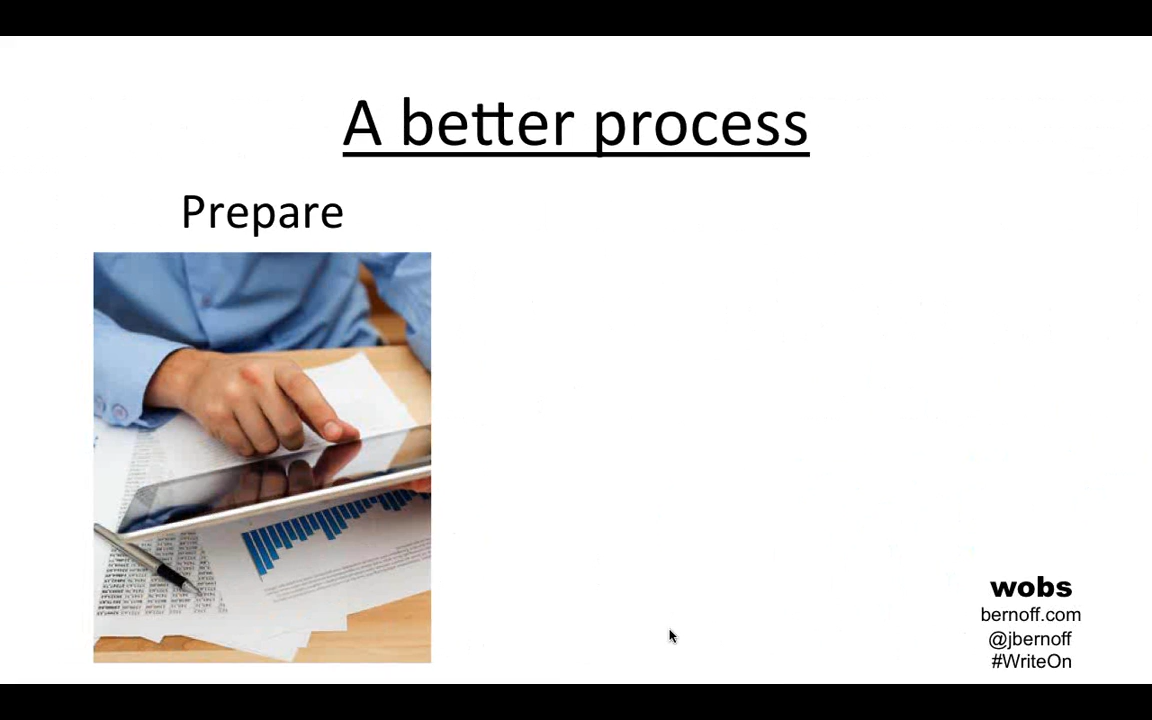 A better process
Prepare
wobs
bernoff.com
@jbernoff
#WriteOn